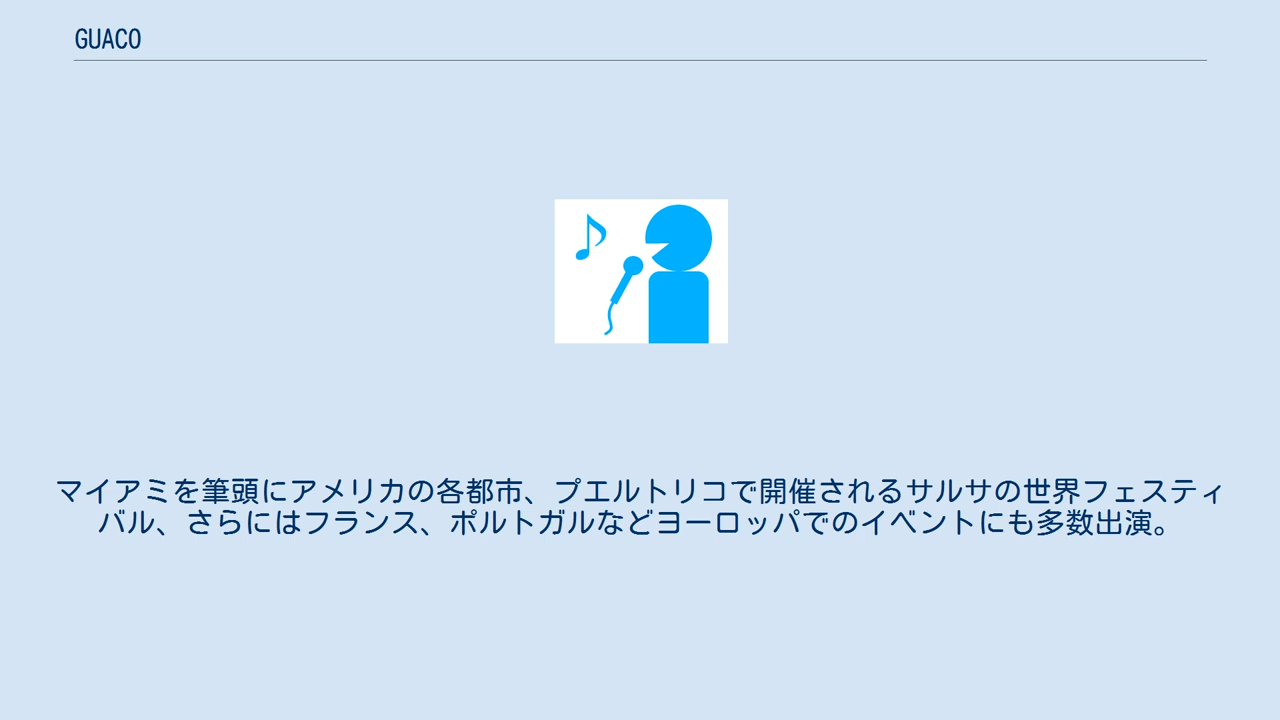 GUACO
マイアミを筆頭にアメリカの各都市、プエルトリコで開催されるサルサの世界フェスティ
バル、さらにはフランス、ポルトガルなどヨーロッパでのイベントにも多数出演。